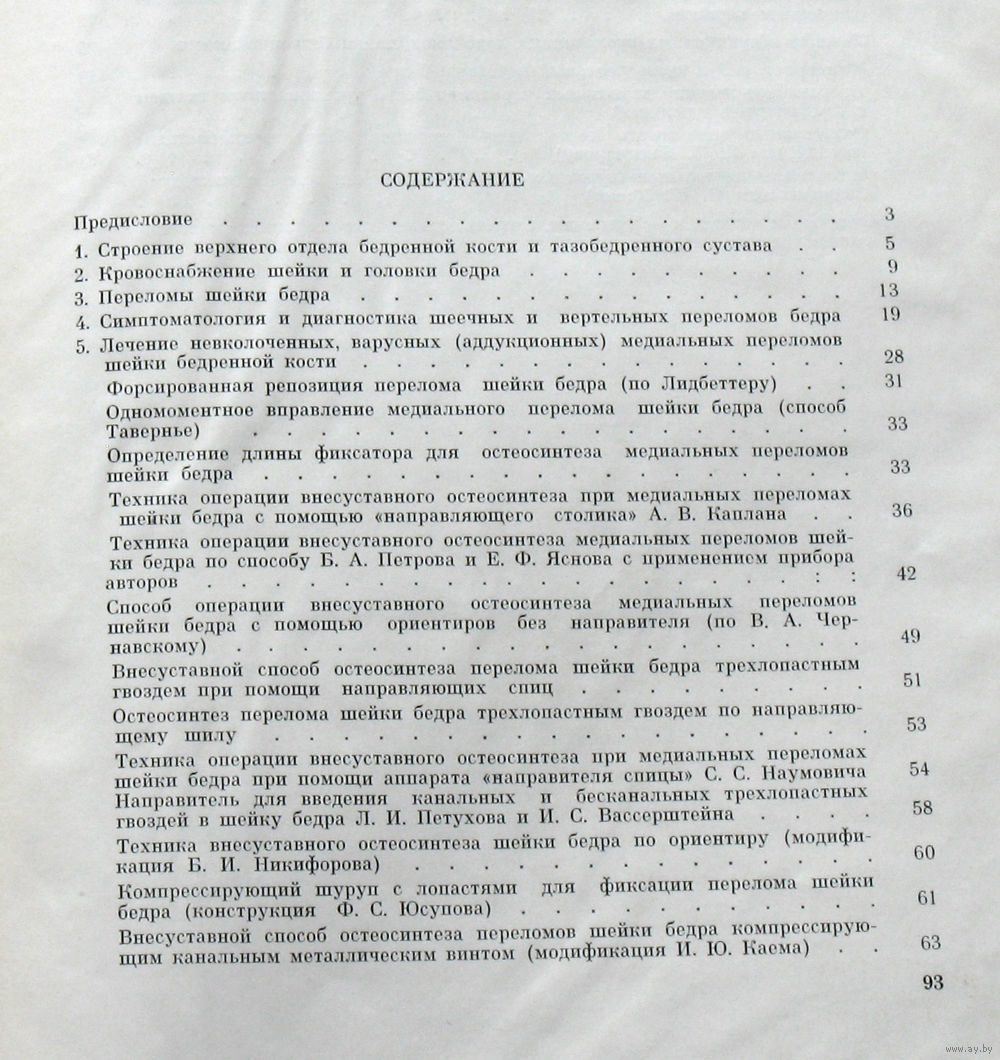 СОДЕРЖАНИЕ
Предисловие . . . . . . . . . . . . . . . . . . 3
1. Строение верхнего отдела бедренной кости и тазобедренного сустава . . 5
2. Кровоснабжение шейки и головки бедра . . . . . . . . . . 9
3. Переломы шейки бедра . . . . . . . . . . . . . . . 13
4. Симптоматология и диагностика шеечных и вертельных переломов бедра 19
5. Лечение невколоченных, варусных (аддукционных) медиальных переломов
шейки бедренной кости . . . . . . . . . . . . . . . 28
Форсированная репозиция перелома шейки бедра (по Лидбеттеру) . . 31
Одномоментное вправление медиального перелома шейки бедра (способ
Тавернье) . . . . . . . . . . . . . . . . . . 33
Определение длины фиксатора для остеосинтеза медиальных переломов
шейки бедра . . . . . . . . . . . . . . . . . 33
Техника операции внесуставного остеосинтеза при медиальных переломах
шейки бедра с помощью «направляющего столика» А. В. Каплана . . 36
Техника операции внесуставного остеосинтеза медиальных переломов шей-
ки бедра по способу Б. А. Петрова и Е. Ф. Яснова с применением прибора
авторов . . . . . . . . . . . . . . . . . : : 42
Способ операции внесуставного остеосинтеза медиальных переломов
шейки бедра с помощью ориентиров без направителя (по В. А. Чер-
навскому) . . . . . . . . . . . . . . . . . . 49
Внесуставной способ остеосинтеза перелома шейки бедра трехлопастным
гвоздем при помощи направляющих спиц . . . . . . . . . 51
Остеосинтез перелома шейки бедра трехлопастным гвоздем по направляю-
щему шилу . . . . . . . . . . . . . . . . . 53
Техника операции внесуставного остеосинтеза при медиальных переломах
шейки бедра при помощи аппарата «направителя спицы» С. С. Наумовича 54
Направитель для введения канальных и бесканальных трехлопастных
гвоздей в шейку бедра Л. И. Петухова и И. С. Вассерштейна . . . . 58
Техника внесуставного остеосинтеза шейки бедра по ориентиру (модифи-
кация Б. И. Никифорова) . . . . . . . . . . . . . . 60
Компрессирующий шуруп с лопастями для фиксации перелома шейки
бедра (конструкция Ф. С. Юсупова) . . . . . . . . . . . 61
Внесуставной способ остеосинтеза переломов шейки бедра компрессирую-
щим канальным металлическим винтом (модификация И. Ю. Каема) . . 63
93
www.ay.by